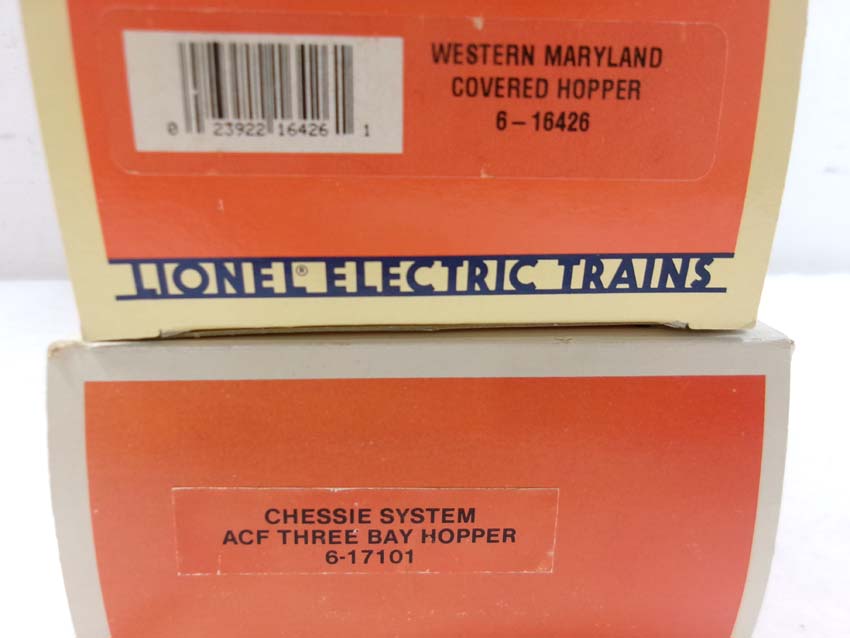 WESTERN MARYLAND
COVERED HOPPER
6-16426
0 23922 16426 1
LIONEL® ELECTRIC TRAINS
CHESSIE SYSTEM
ACF THREE BAY HOPPER
6-17101